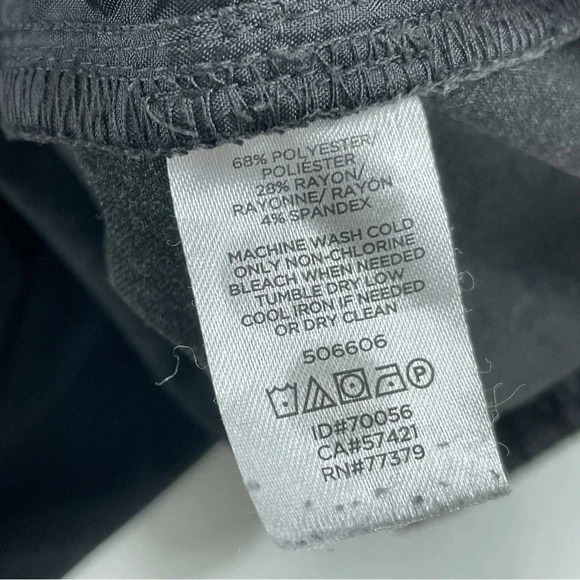 68% POLYESTER/
POLIESTER
28% RAYON/
RAYONNE/ RAYON
4% SPANDEX
MACHINE WASH COLD
ONLY NON-CHLORINE
BLEACH WHEN NEEDED
TUMBLE DRY LOW
COOL IRON IF NEEDED
OR DRY CLEAN
506606
P
ID#70056
CA#57421
RN#77379